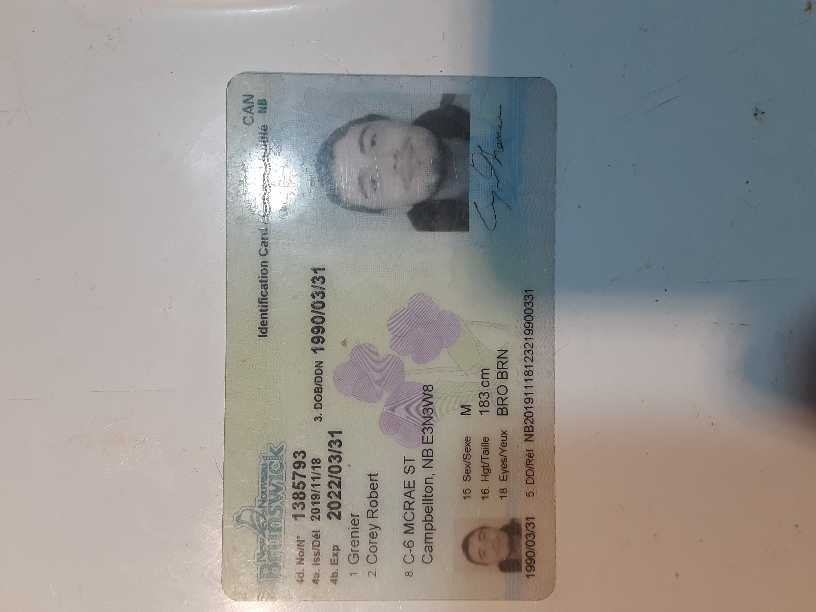 New Nouveau
Brunswick
CAN
Identification Card NB
4d. No/N° 1385793
4a. Iss/Dél 2019/11/18
3. DOB/DDN 1990/03/31
4b. Exp 2022/03/31
1 Grenier
2 Corey Robert
8 C-6 MCRAE ST
Campbellton, NB E3N3W8
15 Sex/Sexe M
16 Hgt/Taille 183 cm
18 Eyes/Yeux BRO BRN
1990/03/31
5. DD/Réf NB2019111823219900331